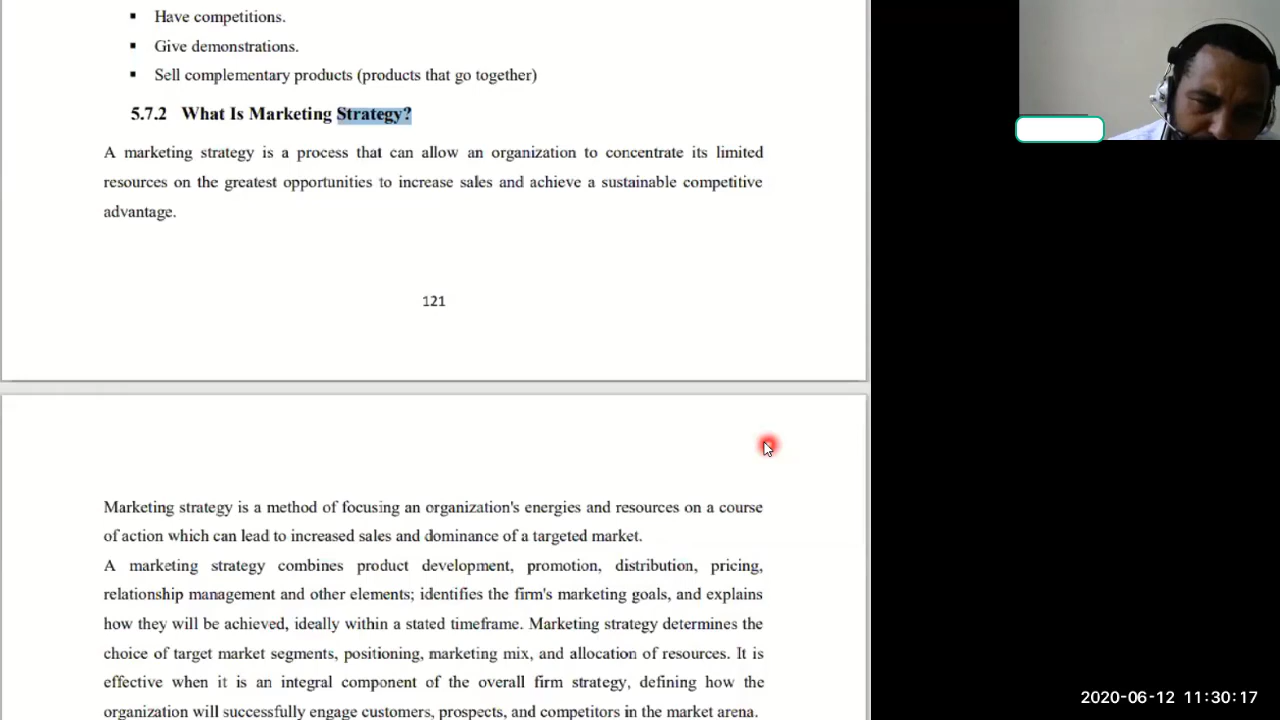 ▪ Have competitions.
▪ Give demonstrations.
▪ Sell complementary products (products that go together)
5.7.2 What Is Marketing Strategy?
A marketing strategy is a process that can allow an organization to concentrate its limited
resources on the greatest opportunities to increase sales and achieve a sustainable competitive
advantage.
121
Marketing strategy is a method of focusing an organization's energies and resources on a course
of action which can lead to increased sales and dominance of a targeted market.
A marketing strategy combines product development, promotion, distribution, pricing,
relationship management and other elements; identifies the firm's marketing goals, and explains
how they will be achieved, ideally within a stated timeframe. Marketing strategy determines the
choice of target market segments, positioning, marketing mix, and allocation of resources. It is
effective when it is an integral component of the overall firm strategy, defining how the
organization will successfully engage customers, prospects, and competitors in the market arena.
2020-06-12 11:30:17